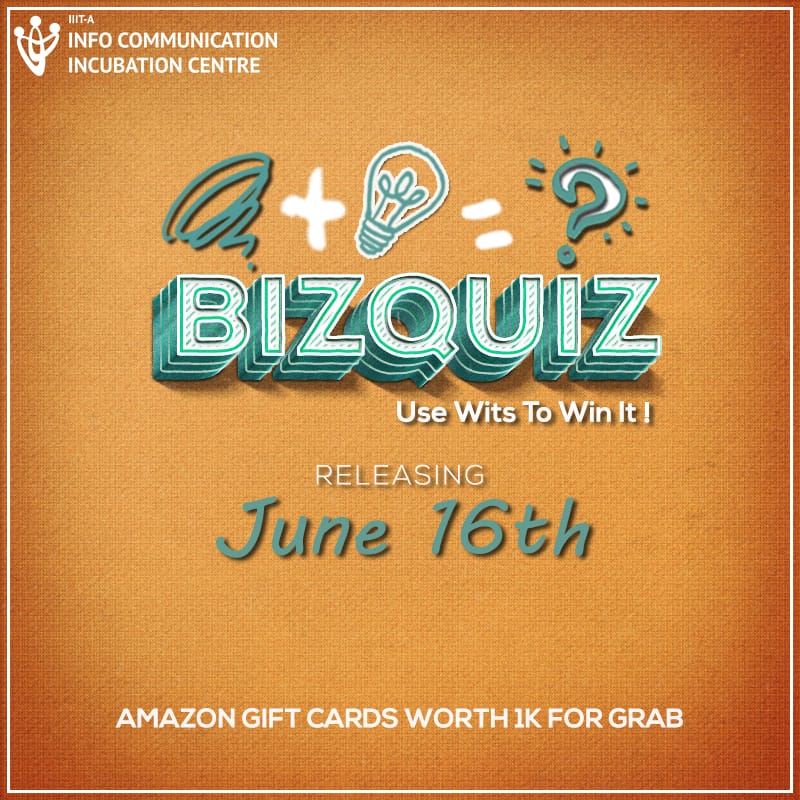 IIIT-A
INFO COMMUNICATION
INCUBATION CENTRE
+ = ?
BIZQUIZ
Use Wits To Win It !
RELEASING
June 16th
AMAZON GIFT CARDS WORTH 1K FOR GRAB